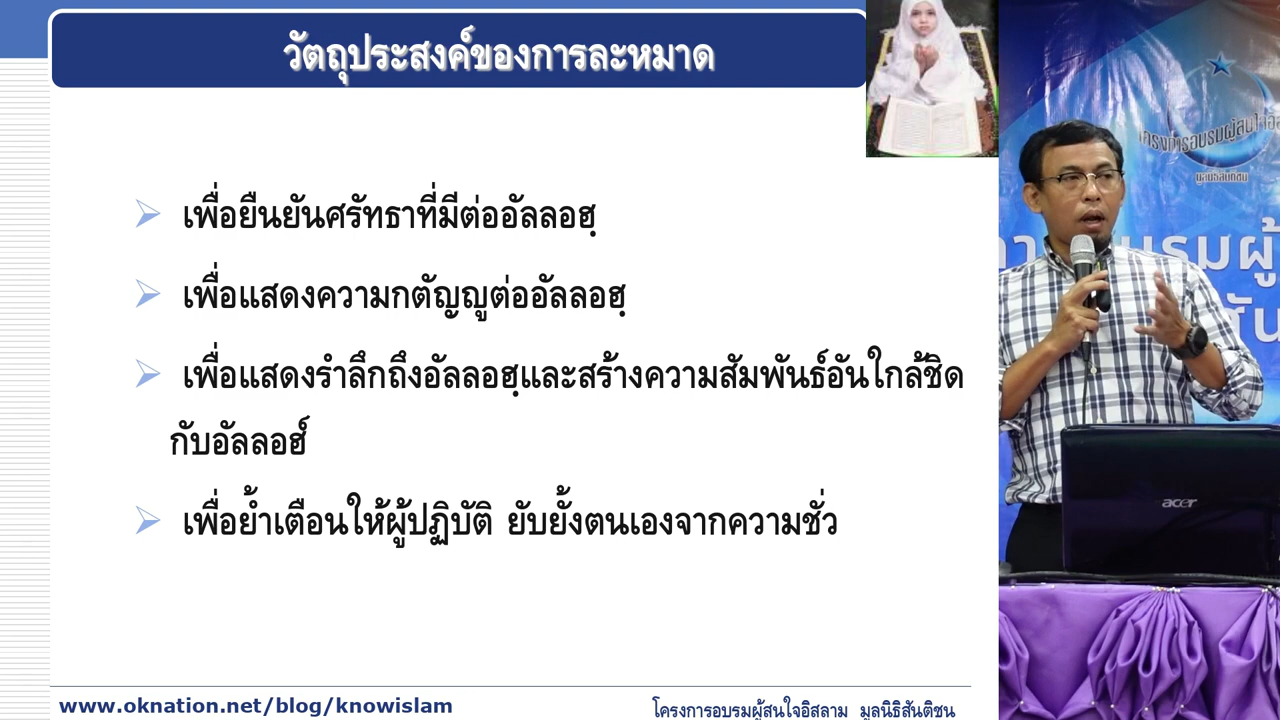 วัตถุประสงค์ของการละหมาด
เพื่อยืนยันศรัทธาที่มีต่ออัลลอฮฺ
เพื่อแสดงความกตัญญูต่ออัลลอฮฺ
เพื่อแสดงรำลึกถึงอัลลอฮฺและสร้างความสัมพันธ์อันใกล้ชิด
กับอัลลอฮ์
เพื่อย้ำเตือนให้ผู้ปฏิบัติ ยับยั้งตนเองจากความชั่ว
www.oknation.net/blog/knowislam
โครงการอบรมผู้สนใจอิสลาม มูลนิธิสันติชน
มูลนิธิสันติชน
acer